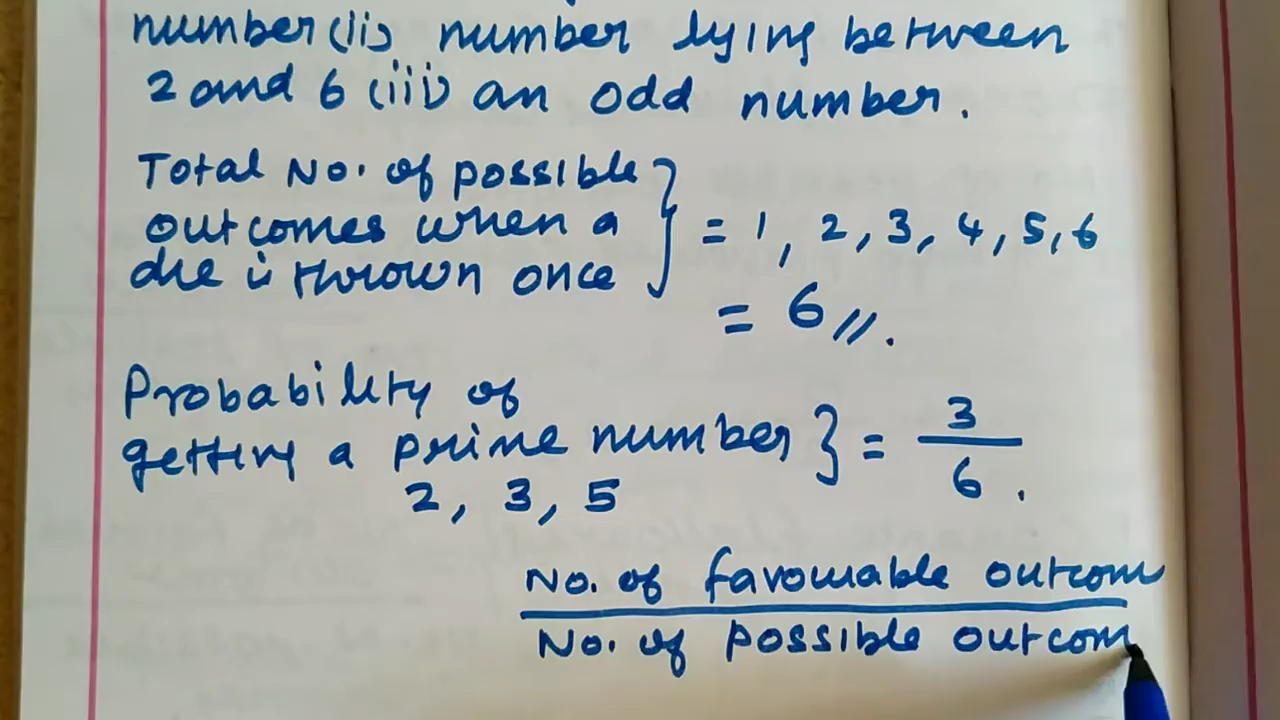 number (ii) number lying between
2 and 6 (iii) an odd number.
Total No. of possible
outcomes when a
die is thrown once
} = 1, 2, 3, 4, 5, 6
= 6 //.
Probability of
getting a prime number } = 3/6.
2, 3, 5
No. of favourable outcom
No. of possible outcom